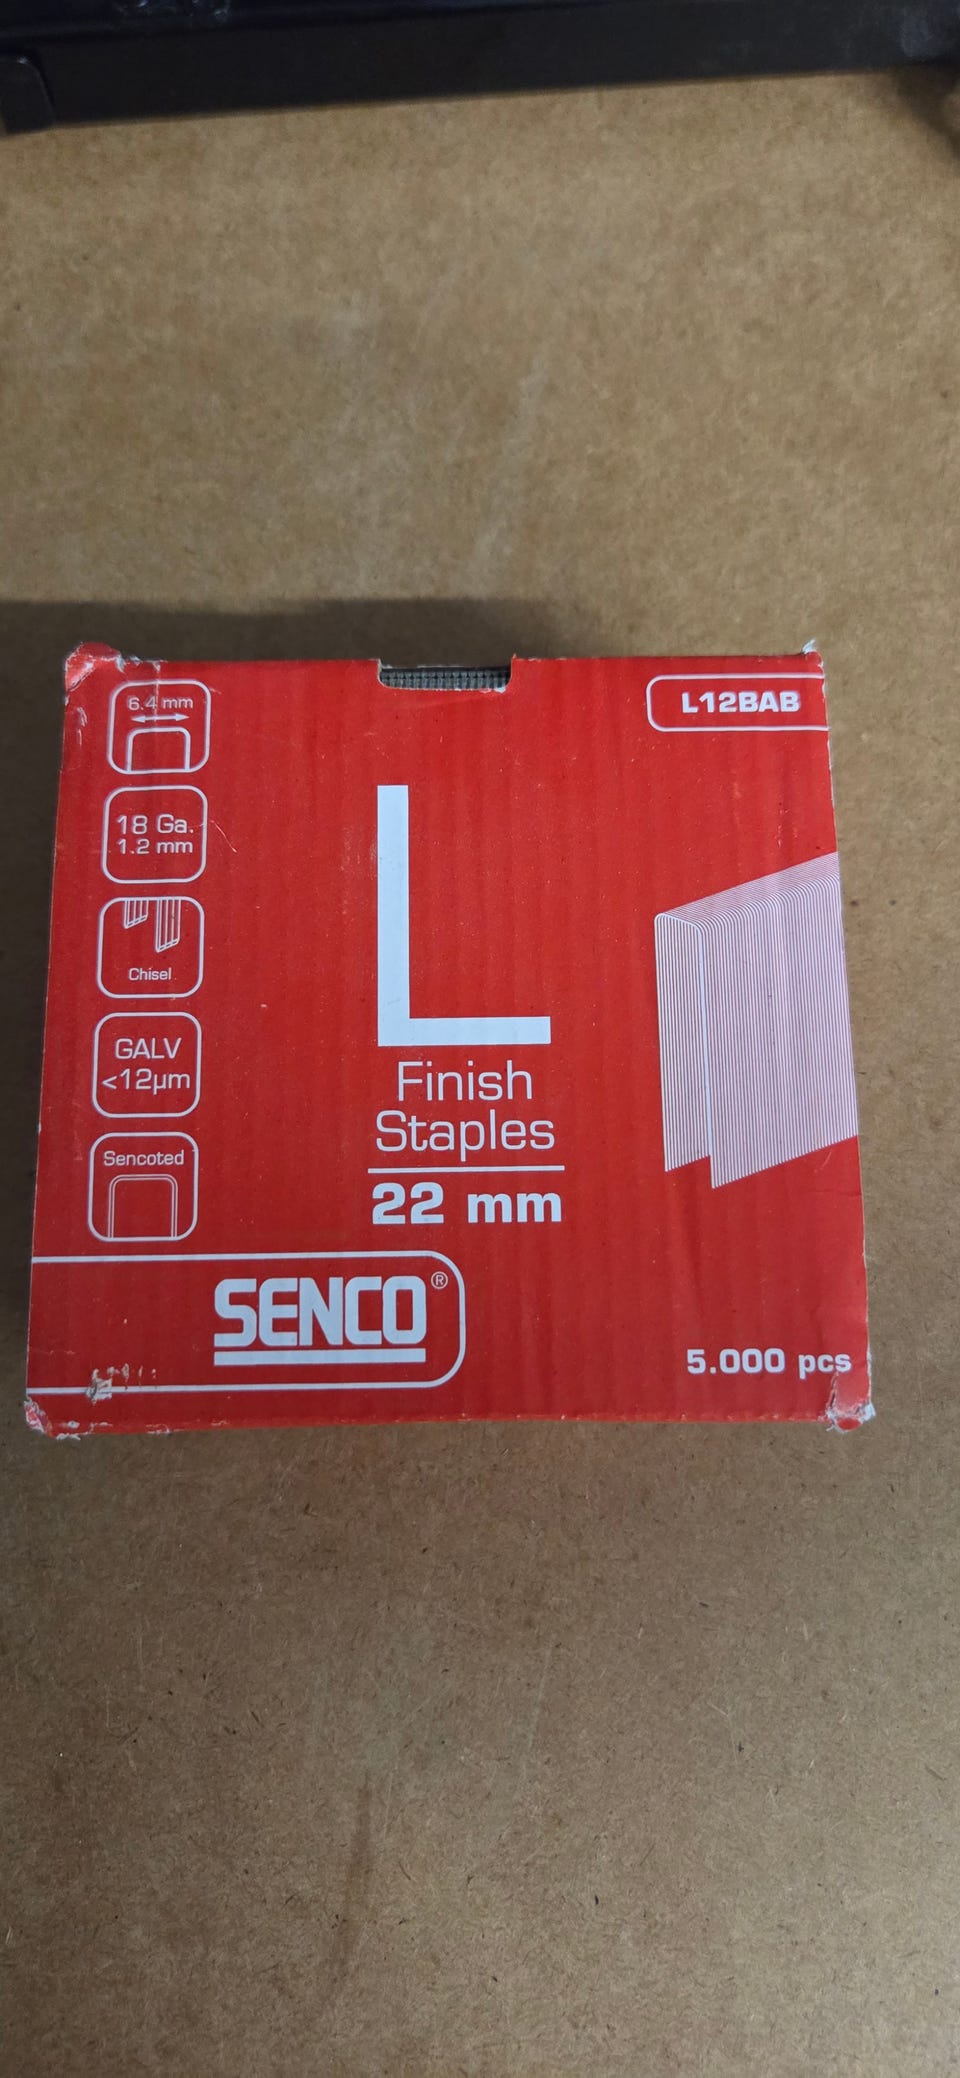 6.4 mm
L12BAB
18 Ga.
1.2 mm
Chisel
GALV
<12µm
Sencoted
L
Finish
Staples
22 mm
SENCO®
5.000 pcs